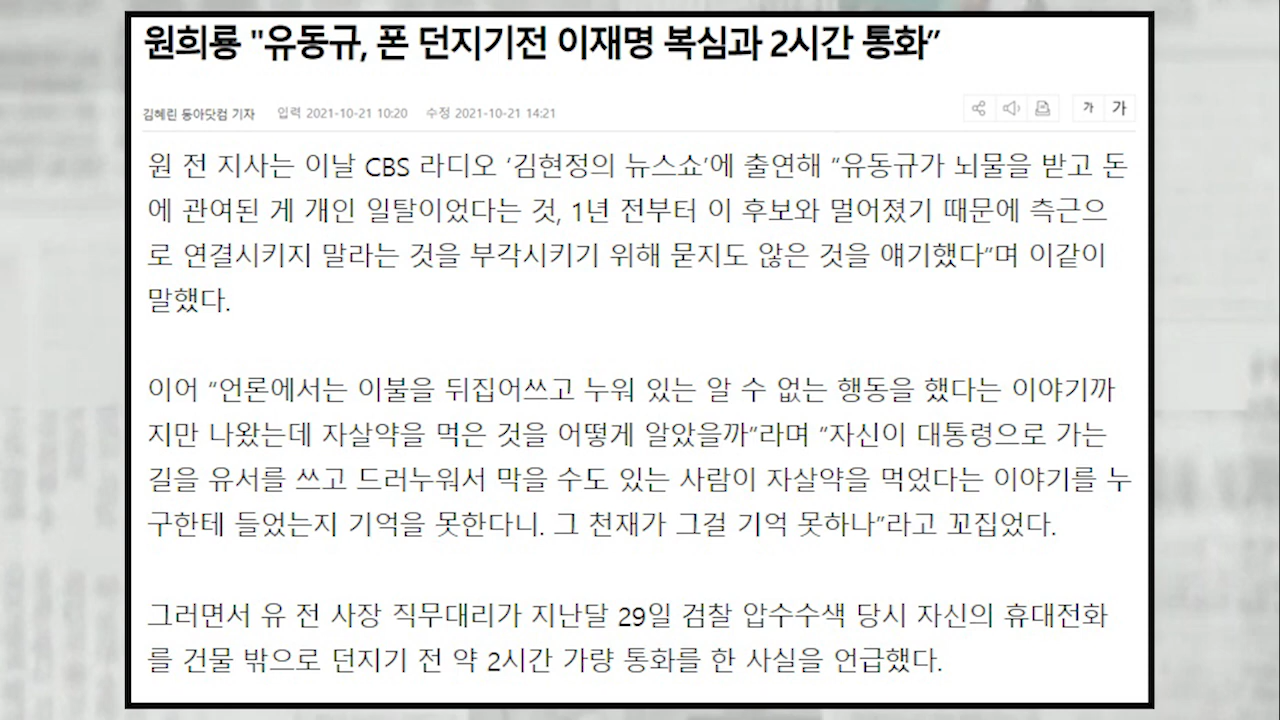 원희룡 "유동규, 폰 던지기전 이재명 복심과 2시간 통화”
김혜린 동아닷컴 기자 입력 2021-10-21 10:20 수정 2021-10-21 14:21
가 가
원 전 지사는 이날 CBS 라디오 ‘김현정의 뉴스쇼’에 출연해 “유동규가 뇌물을 받고 돈
에 관여된 게 개인 일탈이었다는 것, 1년 전부터 이 후보와 멀어졌기 때문에 측근으
로 연결시키지 말라는 것을 부각시키기 위해 묻지도 않은 것을 얘기했다”며 이같이
말했다.
이어 “언론에서는 이불을 뒤집어쓰고 누워 있는 알 수 없는 행동을 했다는 이야기까
지만 나왔는데 자살약을 먹은 것을 어떻게 알았을까”라며 “자신이 대통령으로 가는
길을 유서를 쓰고 드러누워서 막을 수도 있는 사람이 자살약을 먹었다는 이야기를 누
구한테 들었는지 기억을 못한다니. 그 천재가 그걸 기억 못하나”라고 꼬집었다.
그러면서 유 전 사장 직무대리가 지난달 29일 검찰 압수수색 당시 자신의 휴대전화
를 건물 밖으로 던지기 전 약 2시간 가량 통화를 한 사실을 언급했다.